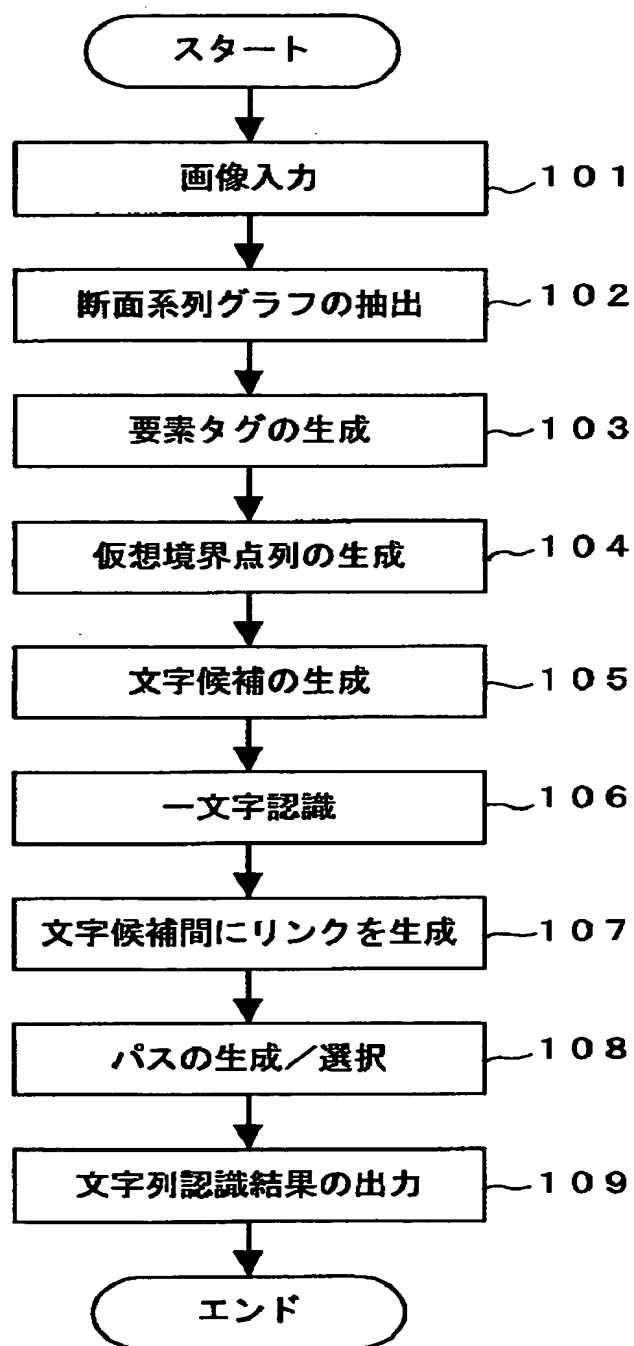 スタート
画像入力 101
断面系列グラフの抽出 102
要素タグの生成 103
仮想境界点列の生成 104
文字候補の生成 105
一文字認識 106
文字候補間にリンクを生成 107
パスの生成/選択 108
文字列認識結果の出力 109
エンド